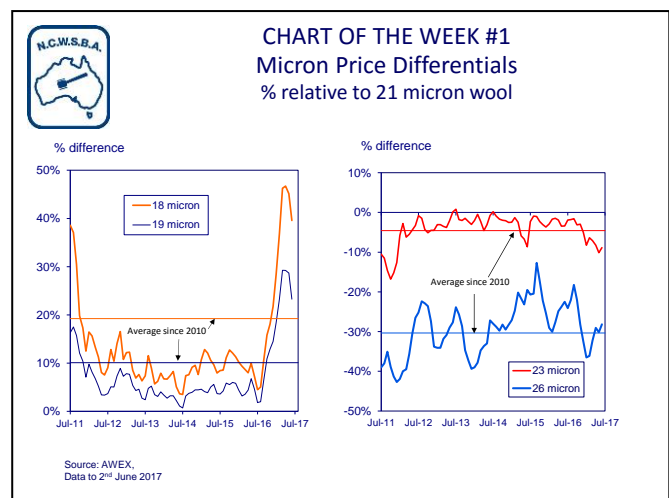 N.C.W.S.B.A.
CHART OF THE WEEK #1
Micron Price Differentials
% relative to 21 micron wool
% difference
50%
40%
30%
20%
10%
0%
18 micron
19 micron
Average since 2010
Jul-11 Jul-12 Jul-13 Jul-14 Jul-15 Jul-16 Jul-17
% difference
10%
0%
-10%
-20%
-30%
-40%
-50%
Average since 2010
23 micron
26 micron
Jul-11 Jul-12 Jul-13 Jul-14 Jul-15 Jul-16 Jul-17
Source: AWEX,
Data to 2nd June 2017